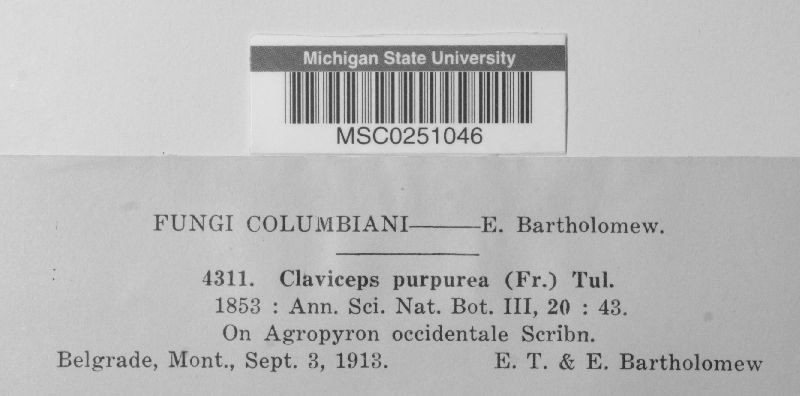 Michigan State University
MSC0251046
FUNGI COLUMBIANI——E. Bartholomew.
4311. Claviceps purpurea (Fr.) Tul.
1853 : Ann. Sci. Nat. Bot. III, 20 : 43.
On Agropyron occidentale Scribn.
Belgrade, Mont., Sept. 3, 1913. E. T. & E. Bartholomew